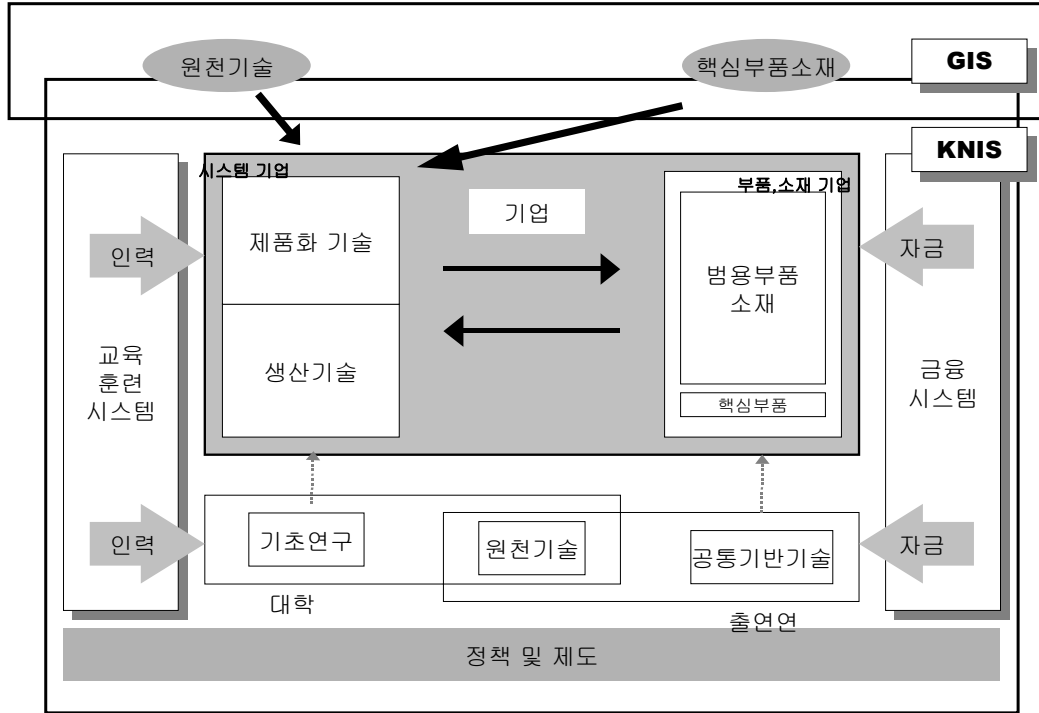 원천기술
핵심부품소재
GIS
KNIS
시스템 기업
부품,소재 기업
기업
제품화 기술
범용부품
소재
인력
자금
생산기술
핵심부품
교육
훈련
시스템
금융
시스템
인력
기초연구
원천기술
공통기반기술
자금
대학
출연연
정책 및 제도